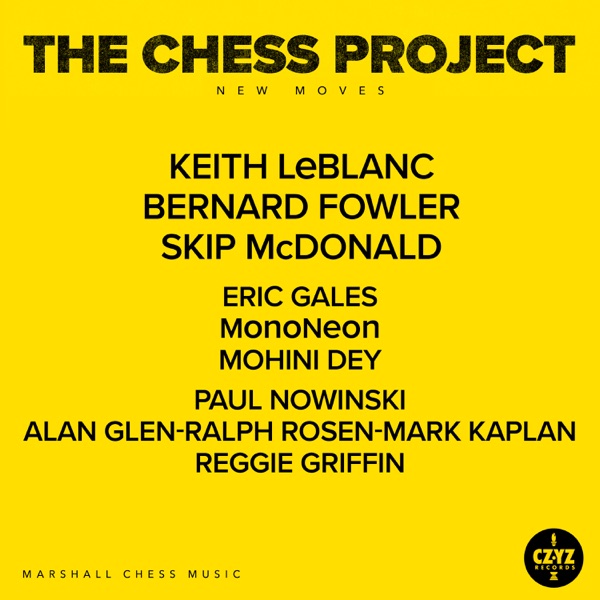 THE CHESS PROJECT
NEW MOVES
KEITH LeBLANC
BERNARD FOWLER
SKIP McDONALD
ERIC GALES
MonoNeon
MOHINI DEY
PAUL NOWINSKI
ALAN GLEN-RALPH ROSEN-MARK KAPLAN
REGGIE GRIFFIN
CZYZ
RECORDS
MARSHALL CHESS MUSIC